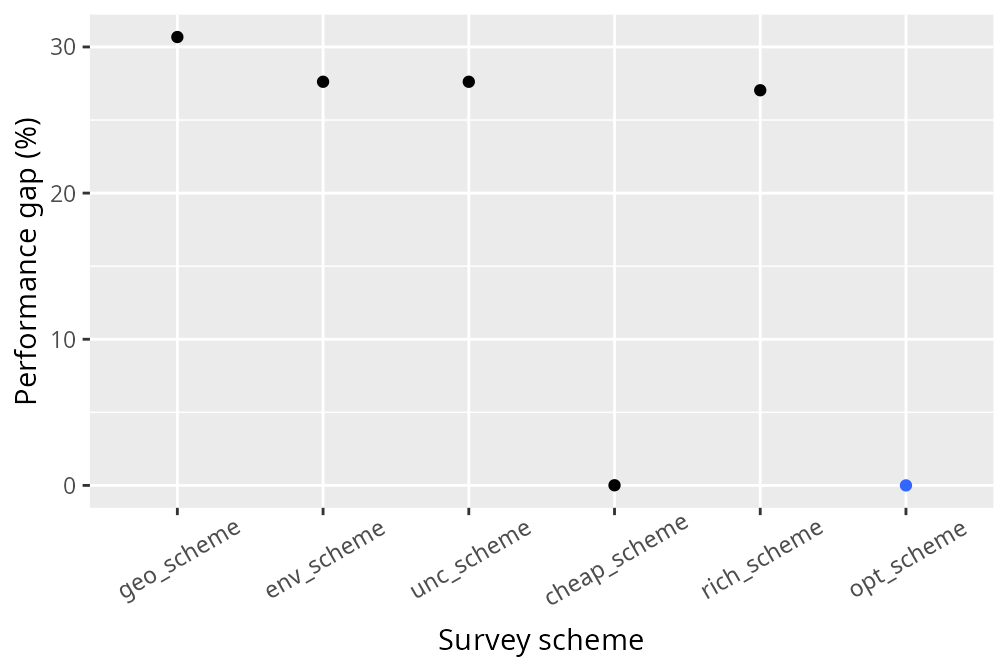 Performance gap (%)
30
20
10
0
geo_scheme
env_scheme
unc_scheme
cheap_scheme
rich_scheme
opt_scheme
Survey scheme